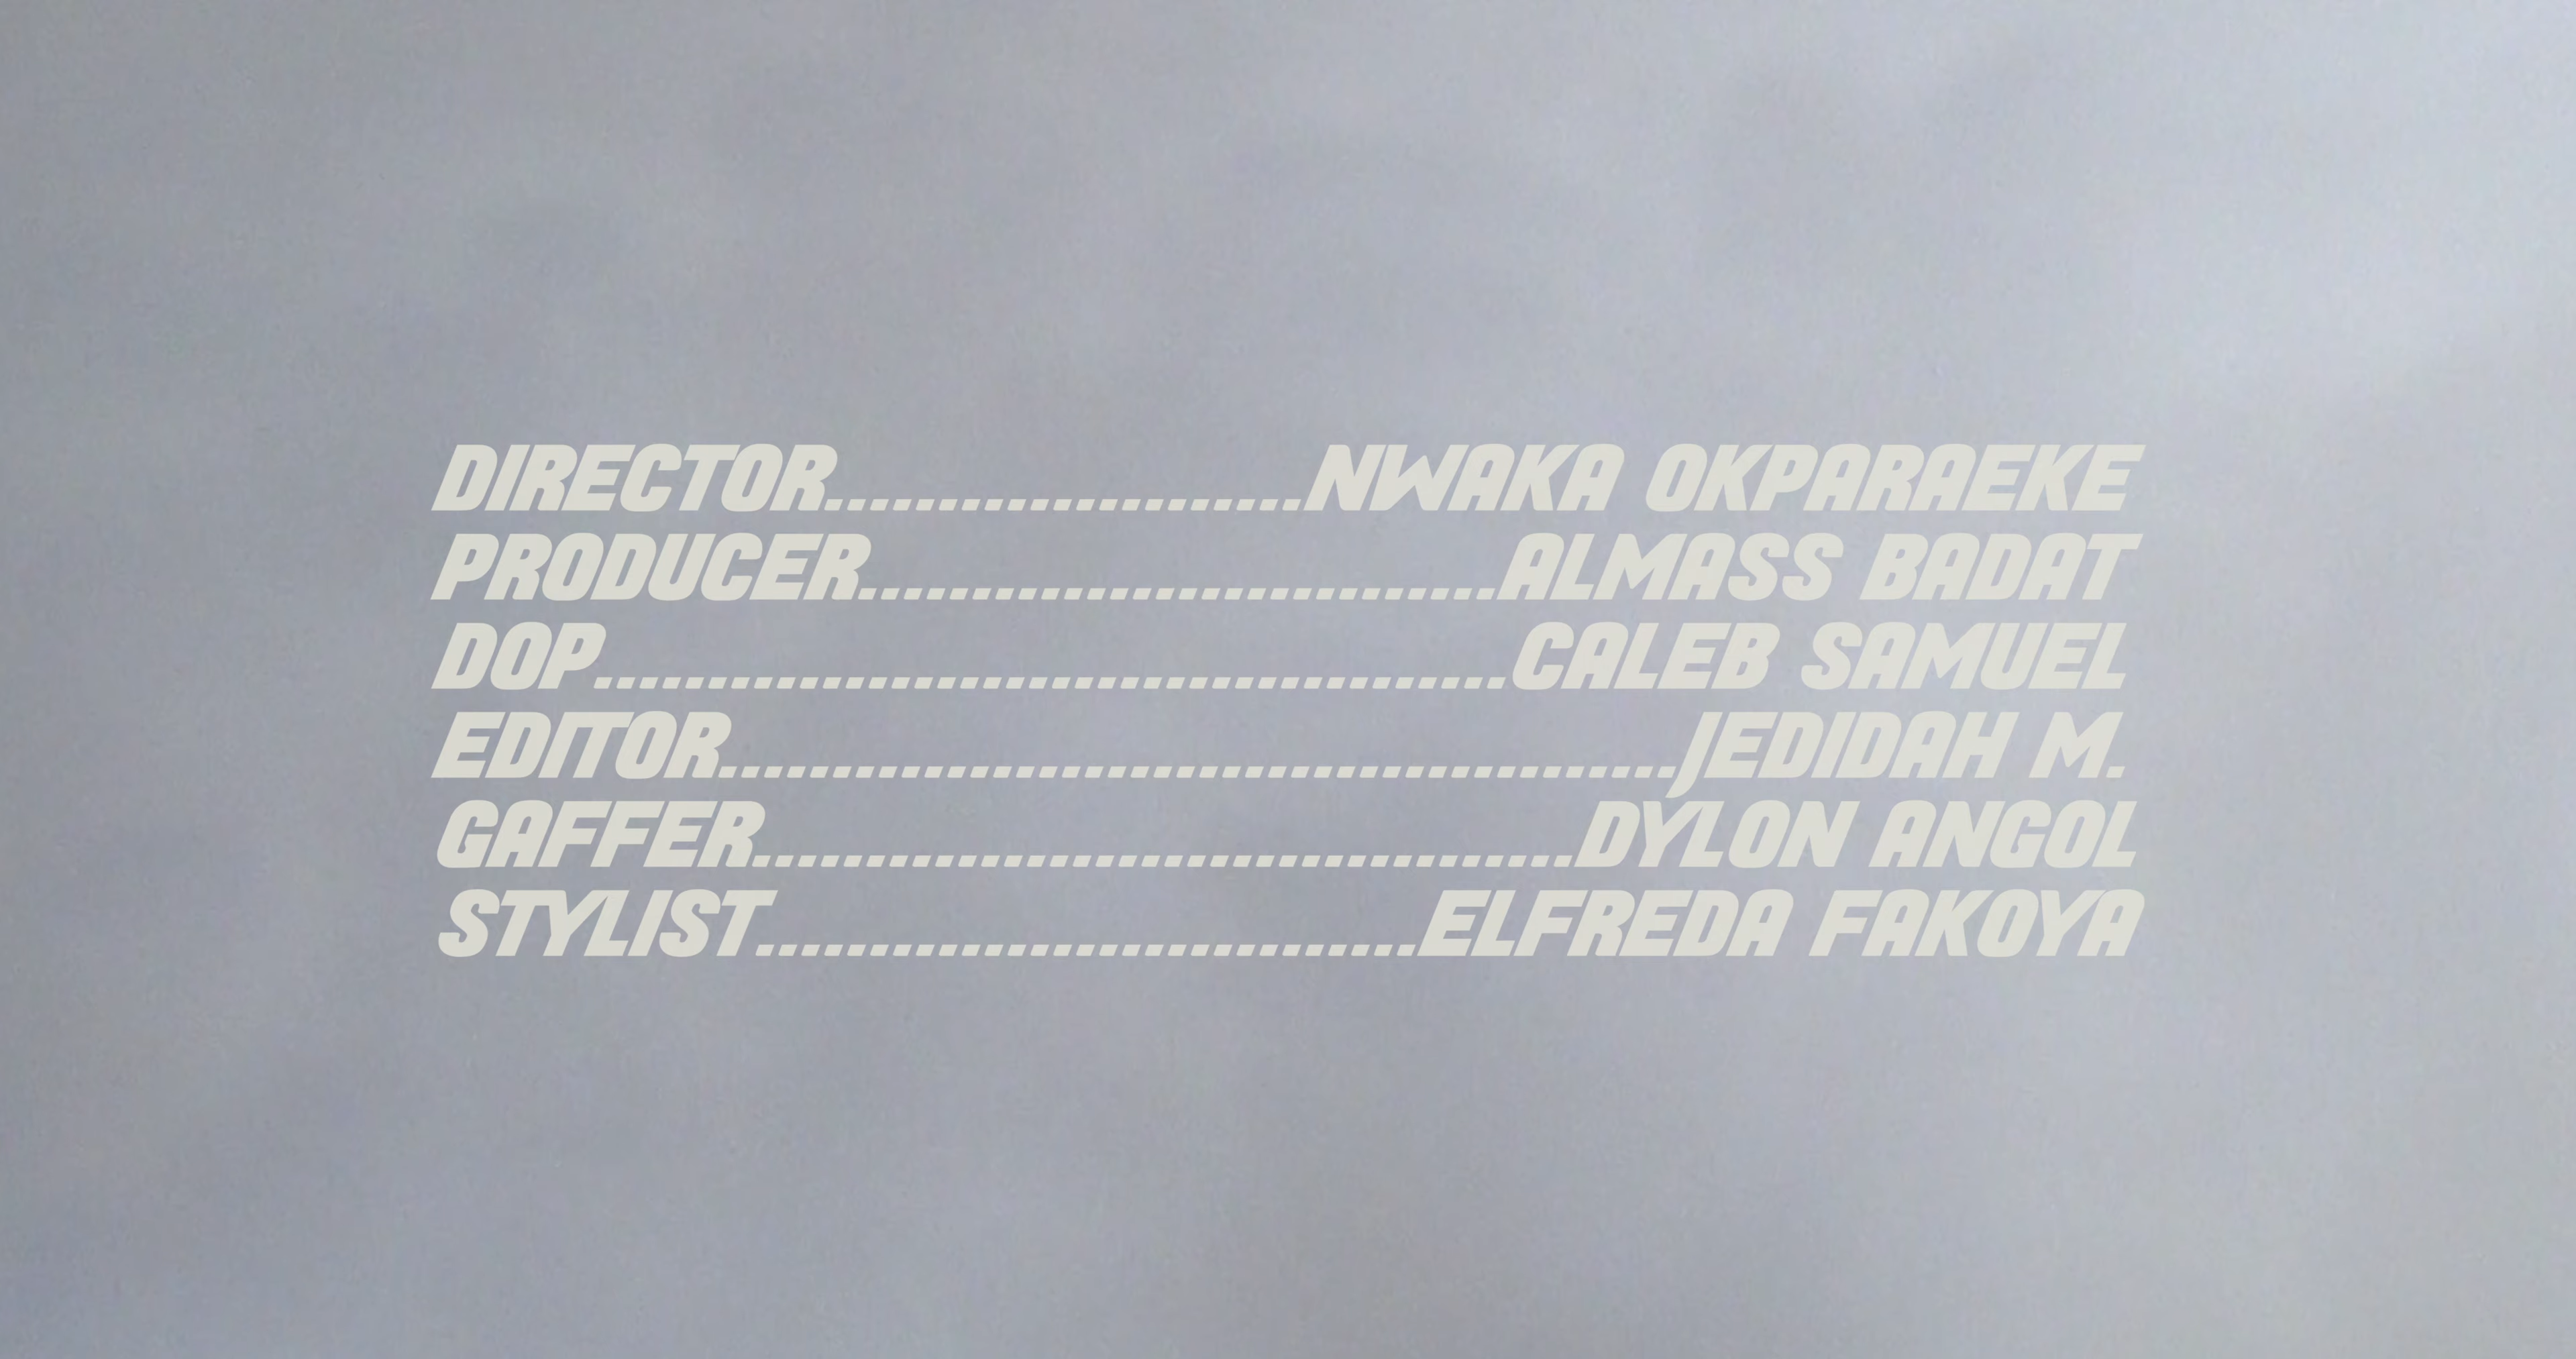 DIRECTOR.....................NWAKA OKPARAEKE
PRODUCER............................ALMASS BADAT
DOP........................................CALEB SAMUEL
EDITOR..........................................JEDIDAH M.
GAFFER....................................DYLON ANGOL
STYLIST.............................ELFREDA FAKOYA